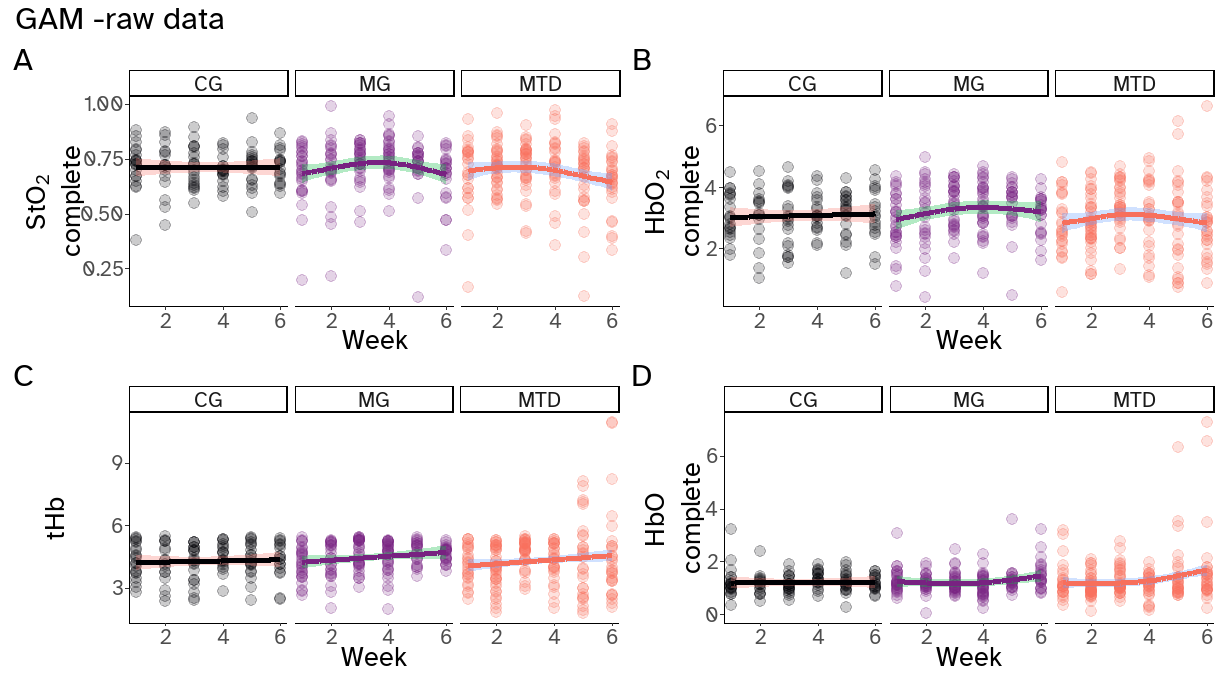 GAM -raw data
A
CG MG MTD
StO2
complete
1.00
0.75
0.50
0.25
2 4 6 2 4 6 2 4 6
Week
B
CG MG MTD
HbO2
complete
6
4
2
2 4 6 2 4 6 2 4 6
Week
C
CG MG MTD
tHb
9
6
3
2 4 6 2 4 6 2 4 6
Week
D
CG MG MTD
HbO
complete
6
4
2
0
2 4 6 2 4 6 2 4 6
Week